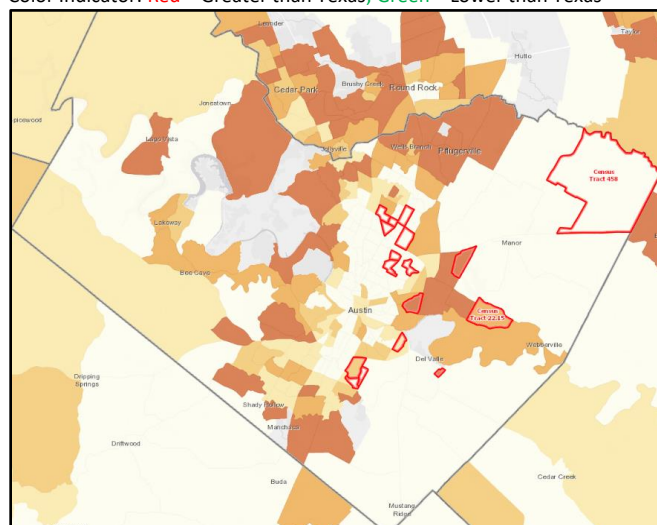 Color Indicator: Red = Greater than Texas; Green = Lower than Texas
Taylor
Hutto
Brushy Creek
Cedar Park
Round Rock
Jonestown
Lago Vista
Jollyville
Wells Branch
Pflugerville
Census
Tract 458
Lakeway
Manor
Bee Cave
Austin
Census
Tract 22.15
Webberville
Del Valle
Dripping
Springs
Shady Hollow
Manchaca
Driftwood
Cedar Creek
Buda
Mustang
Ridge